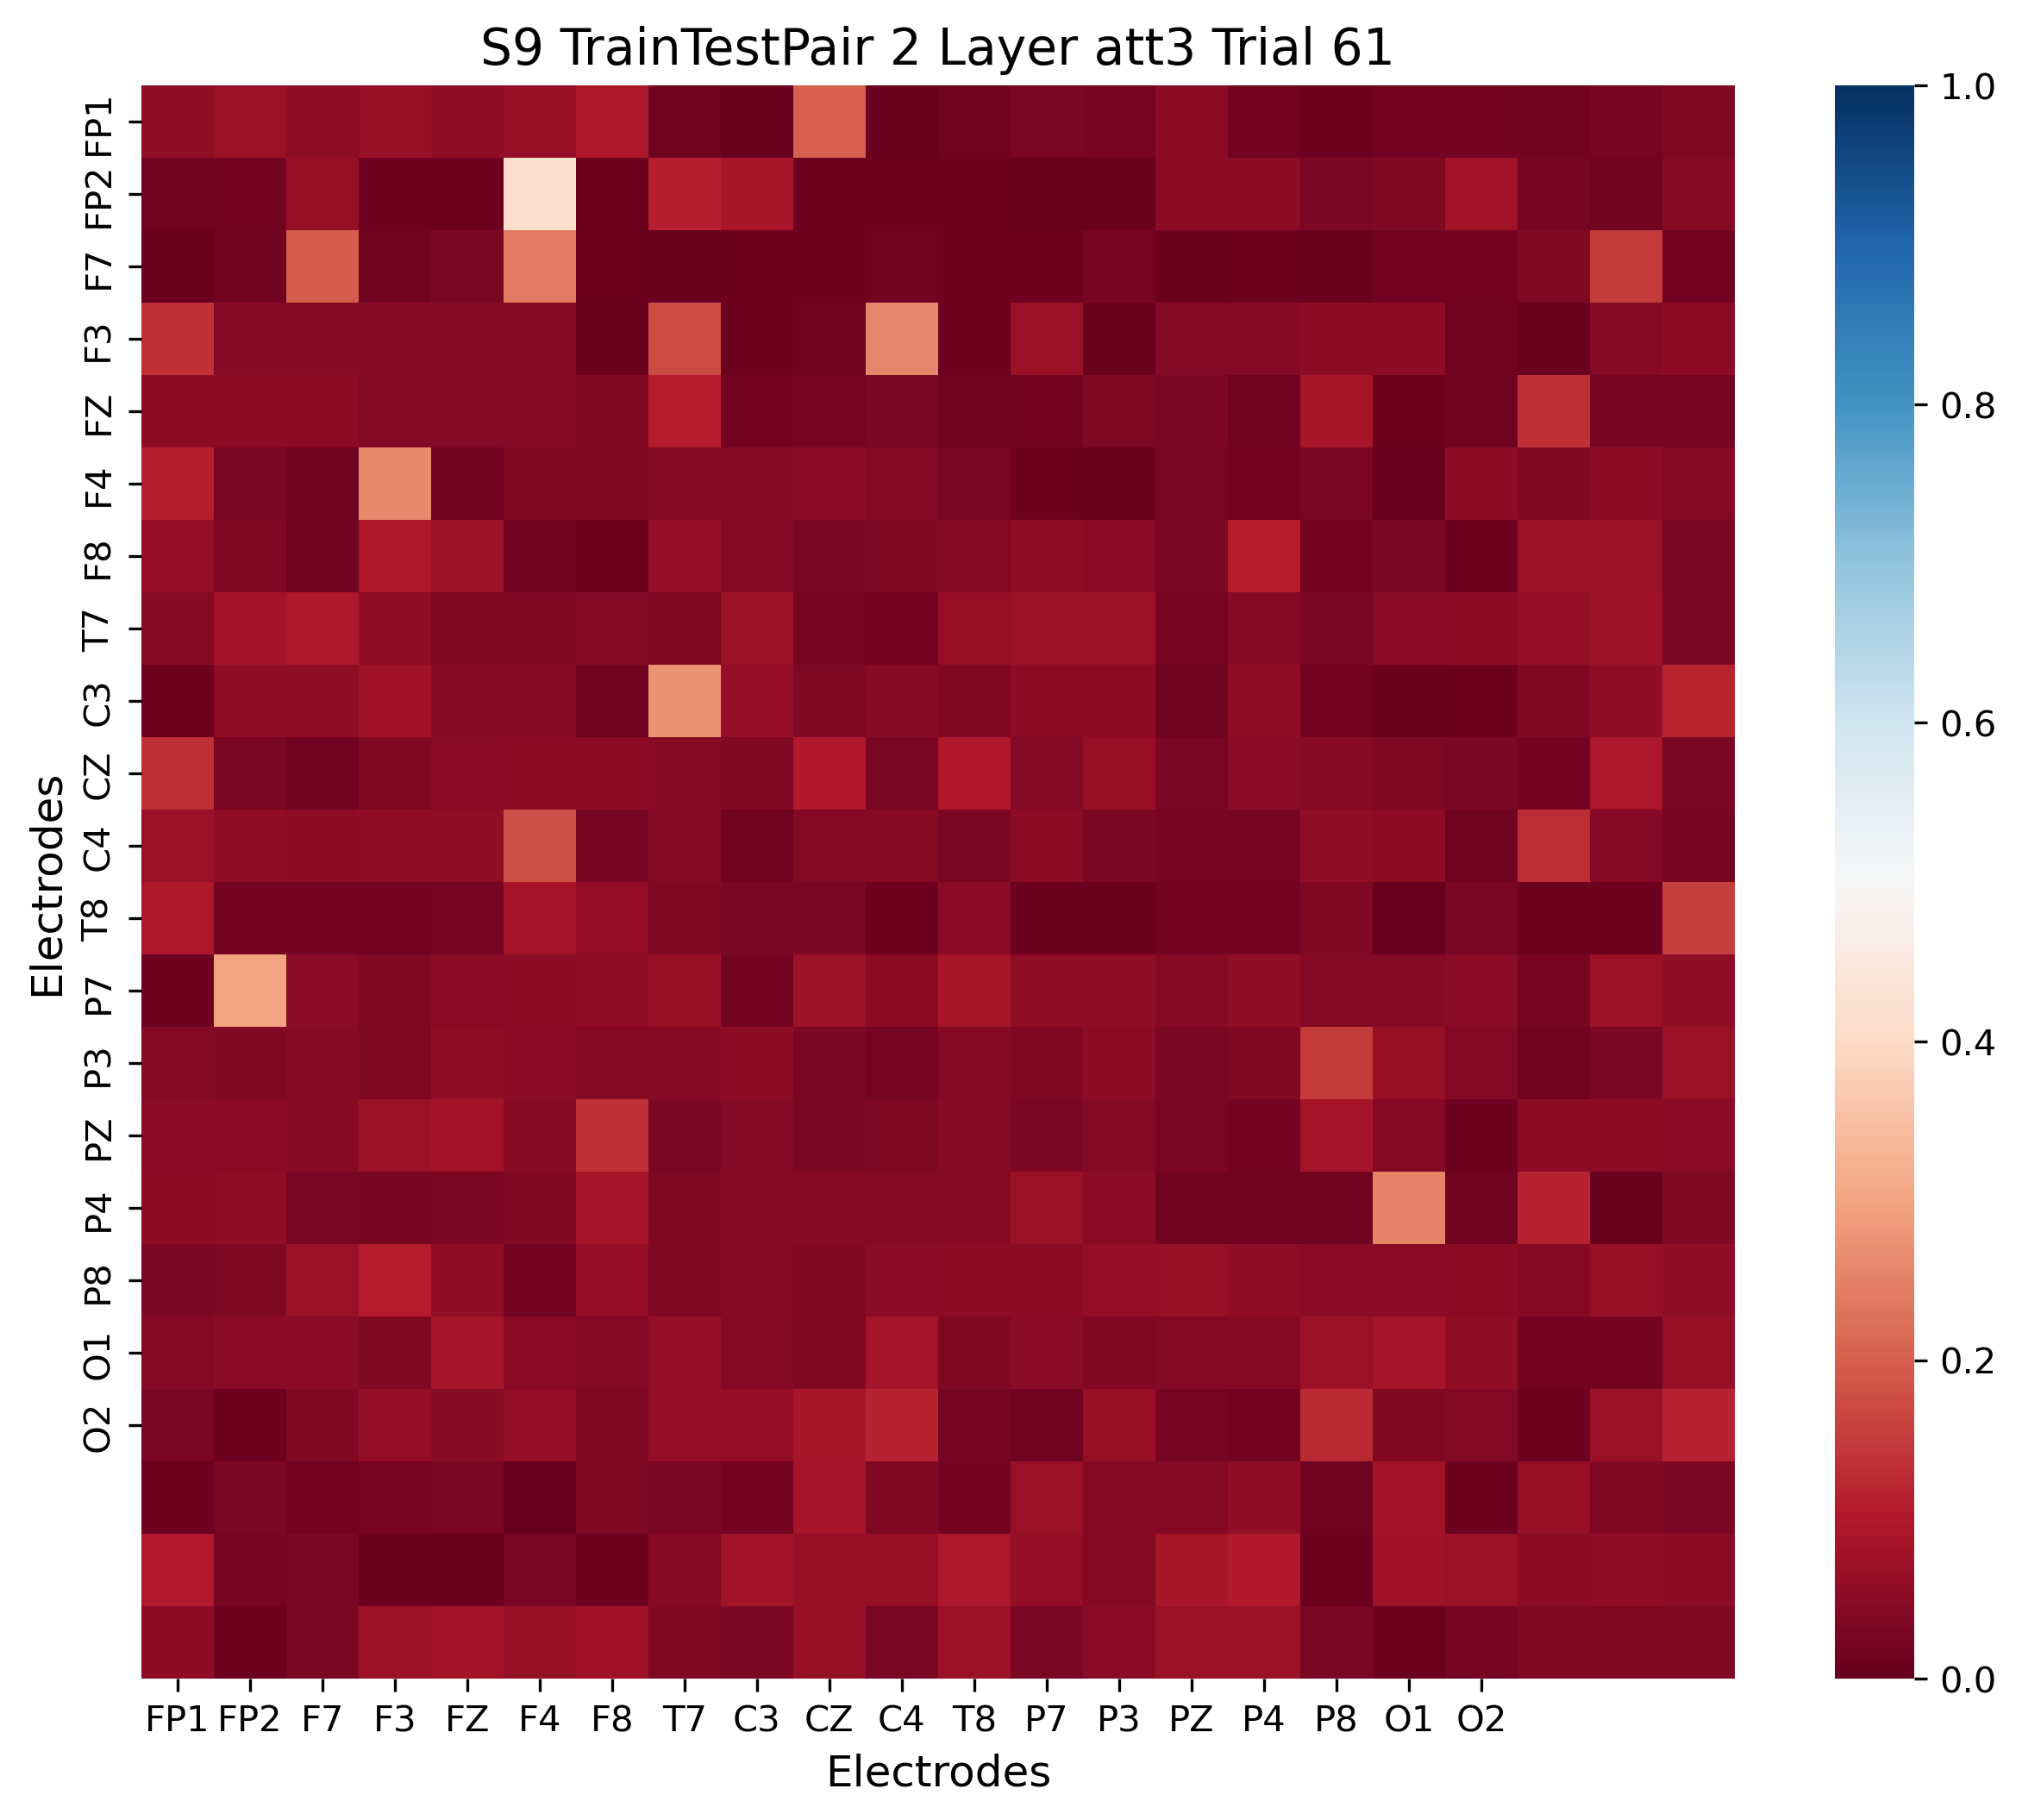 S9 TrainTestPair 2 Layer att3 Trial 61
Electrodes
FP1
FP2
F7
F3
FZ
F4
F8
T7
C3
CZ
C4
T8
P7
P3
PZ
P4
P8
O1
O2
FP1 FP2 F7 F3 FZ F4 F8 T7 C3 CZ C4 T8 P7 P3 PZ P4 P8 O1 O2
Electrodes
1.0
0.8
0.6
0.4
0.2
0.0